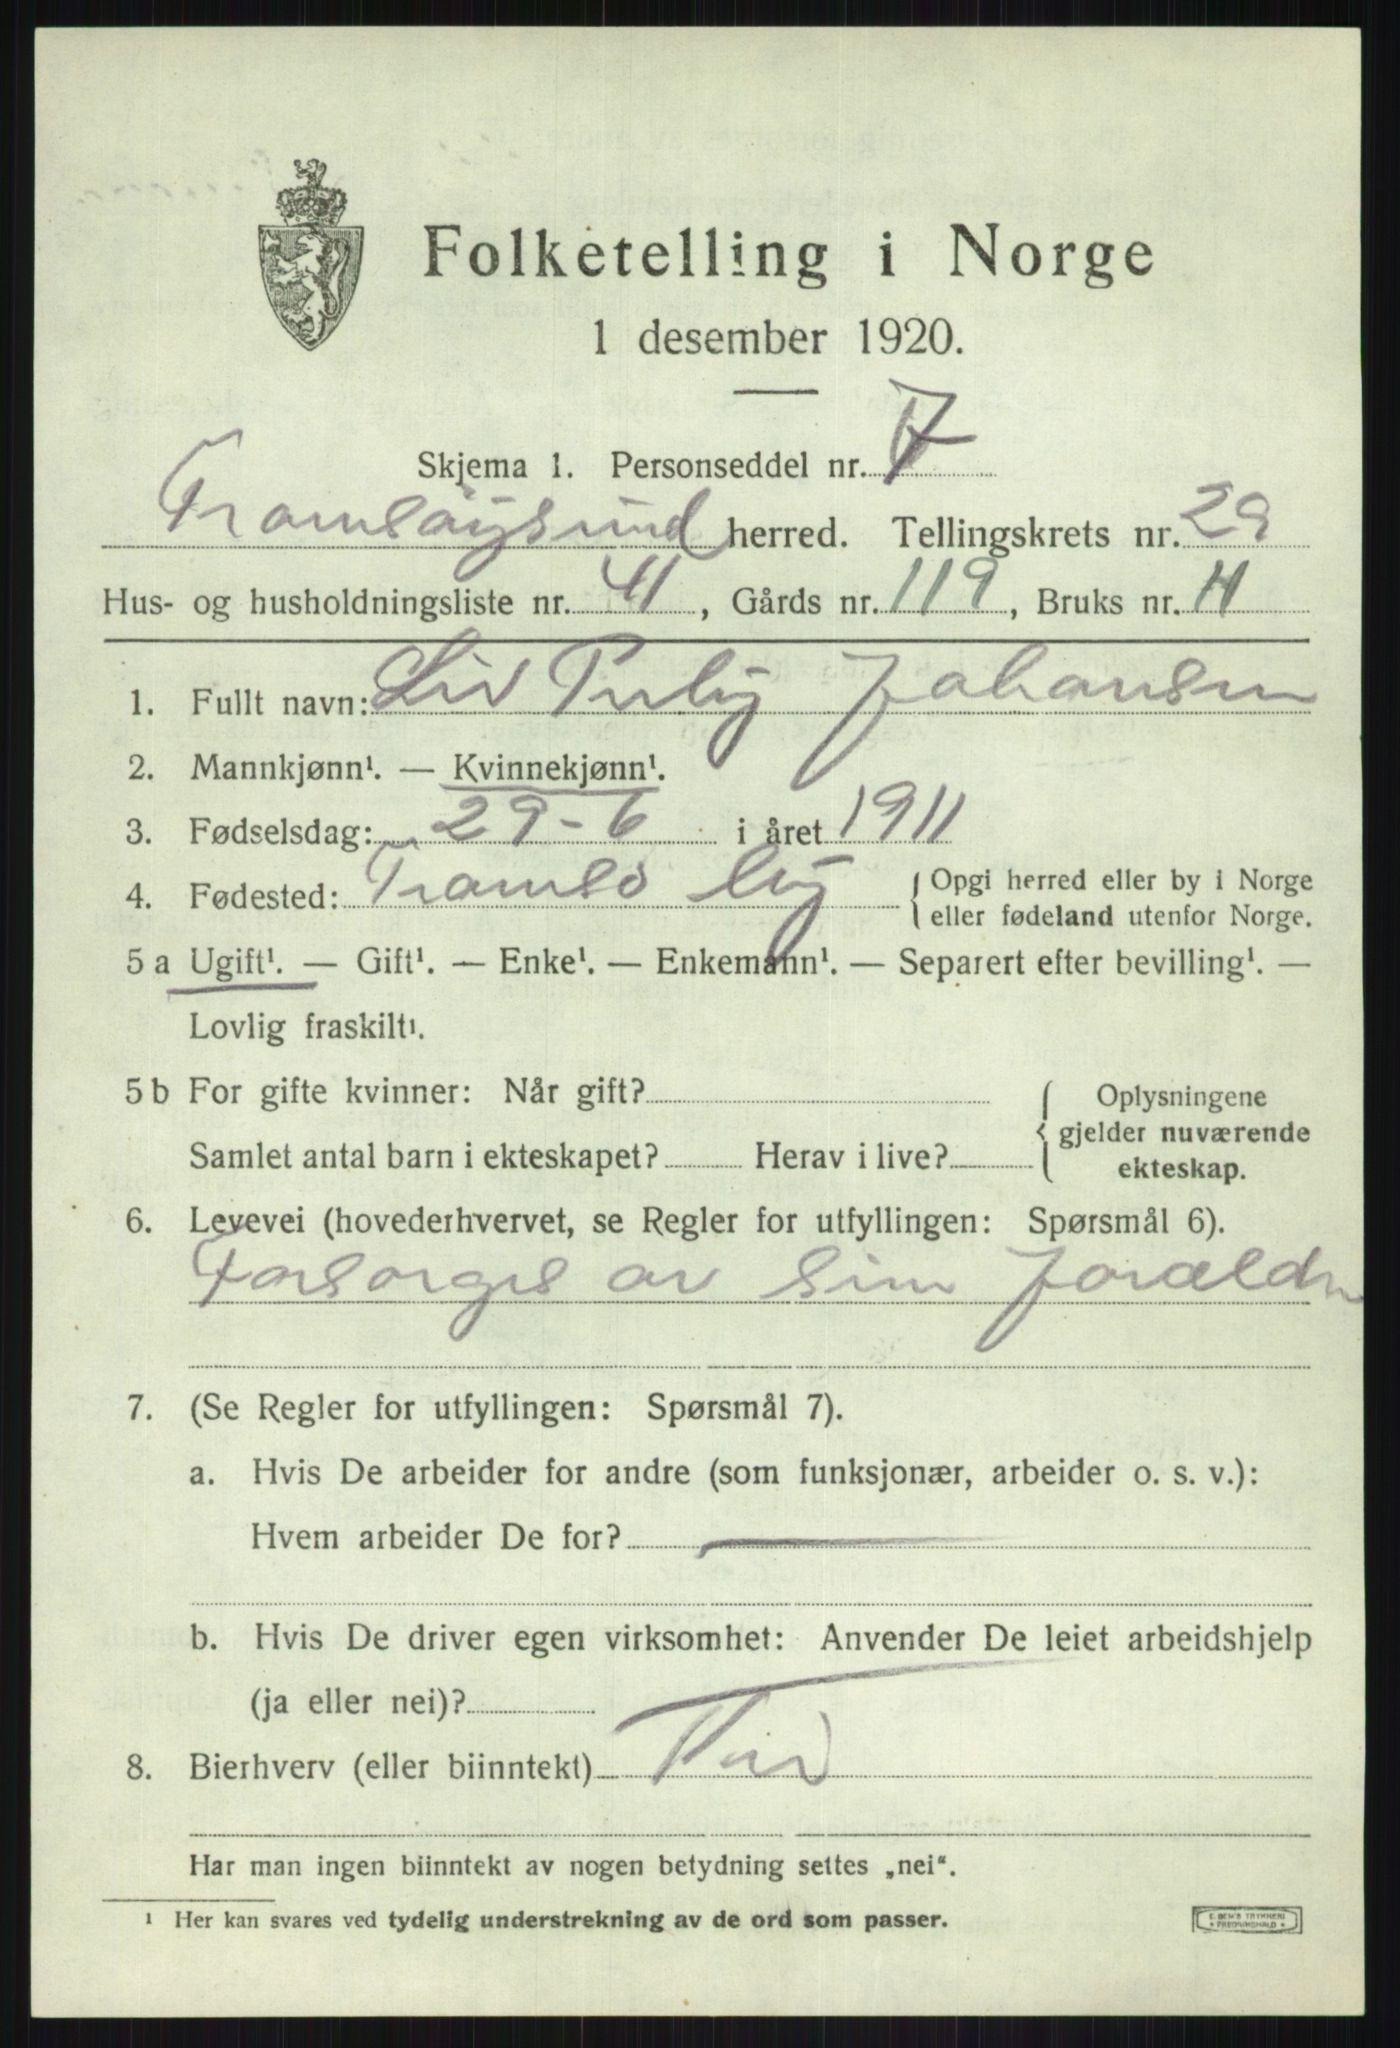 Folketelling i Norge
1 desember 1920.
Skjema 1. Personseddel nr. 7
Tromsöysund herred. Tellingskrets nr. 29
Hus- og husholdningsliste nr. 41, Gårds nr. 119, Bruks nr.
1. Fullt navn: Liv Johansen
2. Mannkjønn¹. — Kvinnekjønn¹.
3. Fødselsdag: 29-6 i året 1911
4. Fødested: Tromsö by { Opgi herred eller by i Norge
eller fødeland utenfor Norge.
5 a Ugift¹. — Gift¹. — Enke¹. — Enkemann¹. — Separert efter bevilling¹. —
Lovlig fraskilt¹.
5 b For gifte kvinner: Når gift?
Samlet antal barn i ekteskapet? Herav i live?
{ Oplysningene
gjelder nuværende
ekteskap.
6. Levevei (hovederhvervet, se Regler for utfyllingen: Spørsmål 6).
Forsorges av sine foraldre
7. (Se Regler for utfyllingen: Spørsmål 7).
a. Hvis De arbeider for andre (som funksjonær, arbeider o. s. v.):
Hvem arbeider De for?
b. Hvis De driver egen virksomhet: Anvender De leiet arbeidshjelp
(ja eller nei)?
8. Bierhverv (eller biinntekt)
Har man ingen biinntekt av nogen betydning settes „nei“.
¹ Her kan svares ved tydelig understrekning av de ord som passer.